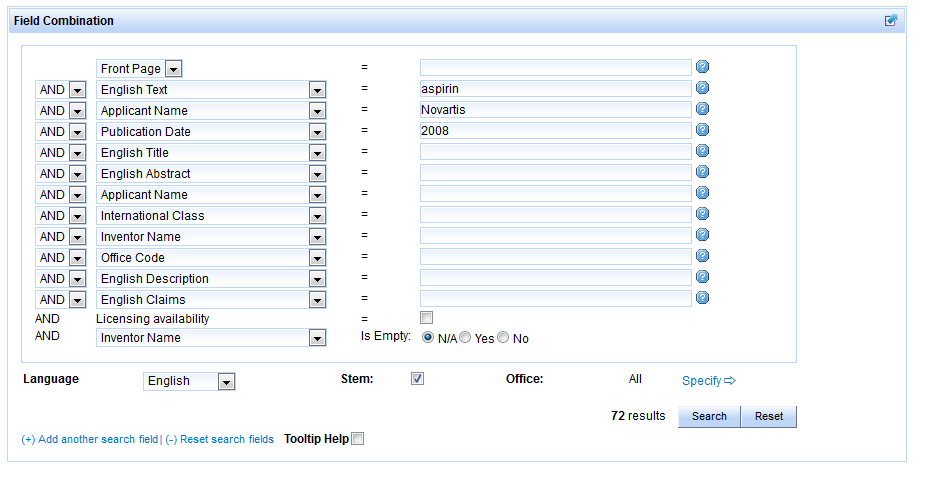 Field Combination
Front Page =
AND English Text = aspirin
AND Applicant Name = Novartis
AND Publication Date = 2008
AND English Title =
AND English Abstract =
AND Applicant Name =
AND International Class =
AND Inventor Name =
AND Office Code =
AND English Description =
AND English Claims =
AND Licensing availability =
AND Inventor Name Is Empty: N/A Yes No
Language English Stem: Office: All Specify
72 results Search Reset
(+) Add another search field| (-) Reset search fields Tooltip Help